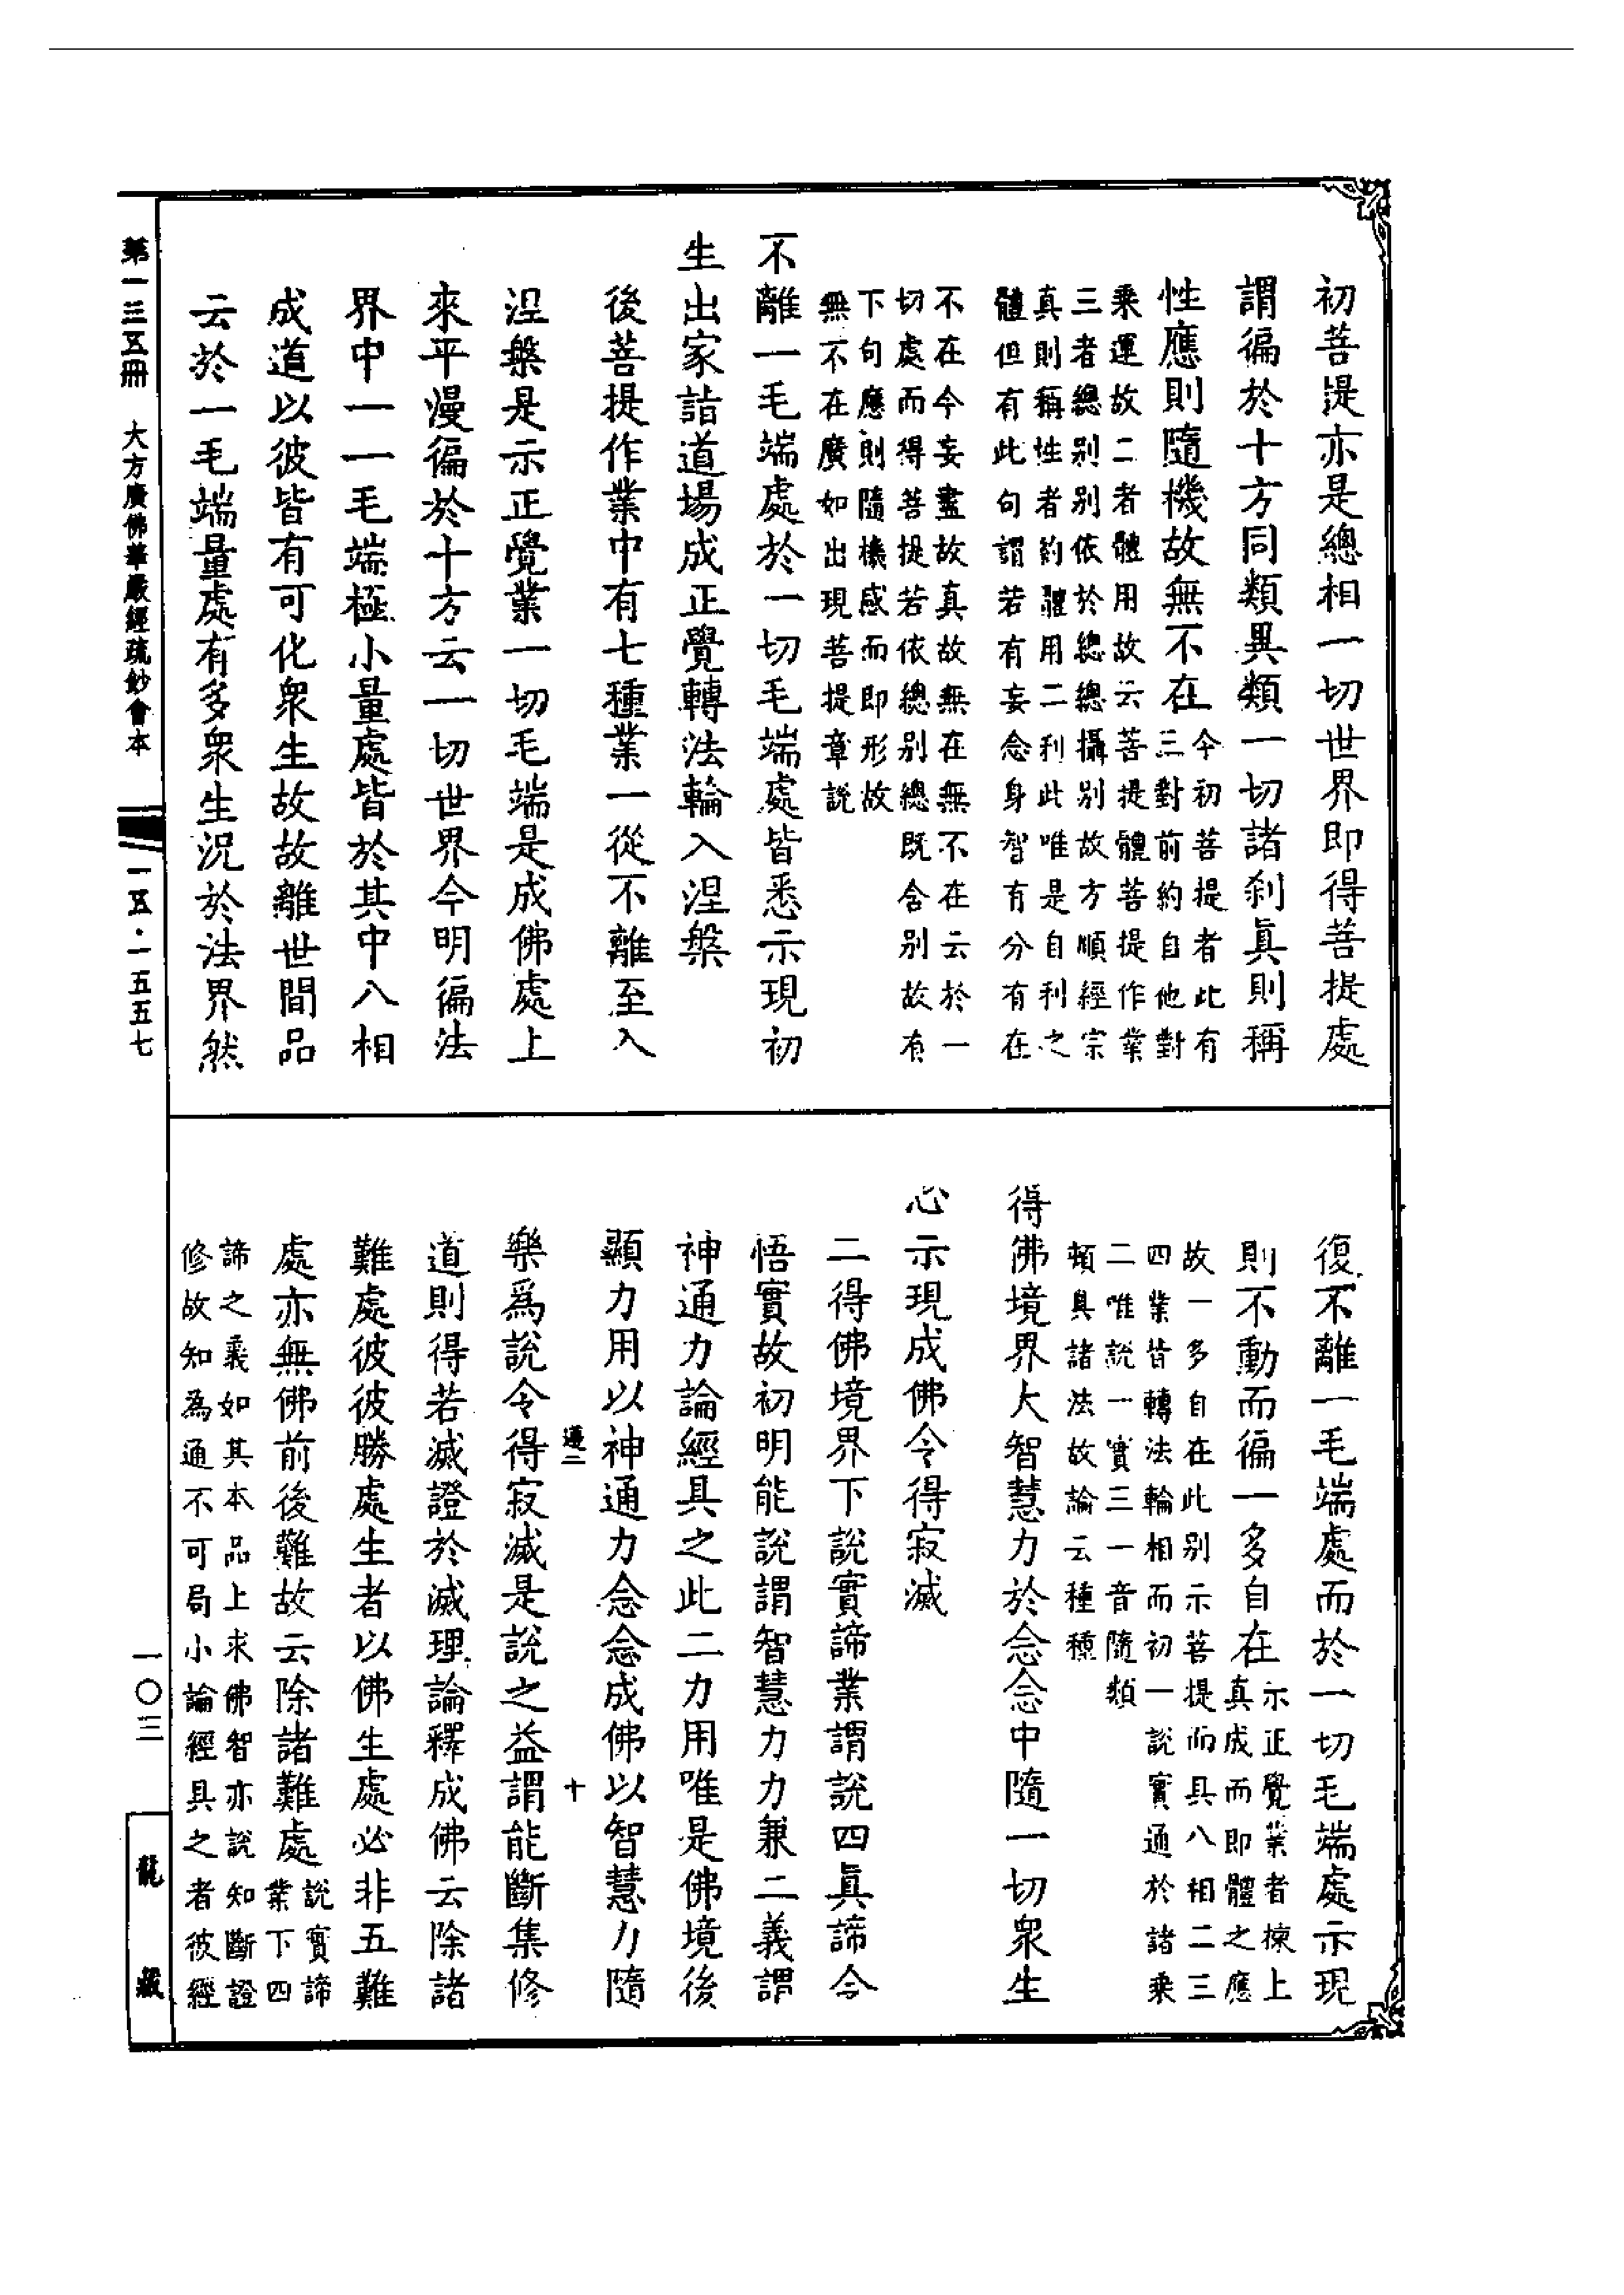 初菩提亦是總相一切世界即得菩提處
謂徧於十方同類異類一切諸刹眞則稱
性應則隨機故無不在今初菩提者此有
三對前約自他對
乘運故二者體用故云菩提體菩提作業
三者總别别依於總總攝别故方順經宗
真則稱性者約體用二利此唯是自利之
體但有此句謂若有妄念身智有分有在
不在今妄盡故真故無在無不在云於一
切處而得菩提若依總别總既含别故有
下句應則隨機感而即形故
無不在廣如出現菩提章說
不離一毛端處於一切毛端處皆悉示現初
生出家詣道場成正覺轉法輪入涅槃
後菩提作業中有七種業一從不離至入
涅槃是示正覺業一切毛端是成佛處上
來平漫徧於十方云一切世界今明徧法
界中一一毛端極小量處皆於其中八相
成道以彼皆有可化衆生故故離世間品
云於一毛端量處有多衆生況於法界然
第一三五冊 大方廣佛華嚴經疏鈔會本 一五·一五五七
復不離一毛端處而於一切毛端處示現
則不動而徧一多自在示正覺業者揀上
真成而即體之應
故一多自在此别示菩提而具八相二三
四業皆轉法輪相而初一說實通於諸乘
二唯說一實三一音隨類
頓具諸法故論云種種
得佛境界大智慧力於念念中隨一切衆生
心示現成佛令得寂滅
二得佛境界下說實諦業謂說四眞諦令
悟實故初明能說謂智慧力力兼二義謂
神通力論經具之此二力用唯是佛境後
顯力用以神通力念念成佛以智慧力隨
遵二 十
樂爲說令得寂滅是說之益謂能斷集修
道則得若滅證於滅理論釋成佛云除諸
難處彼彼勝處生者以佛生處必非五難
處亦無佛前後難故云除諸難處說實諦
業下四
諦之義如其本品上求佛智亦說知斷證
修故知為通不可局小論經具之者彼經
一〇三
龍藏